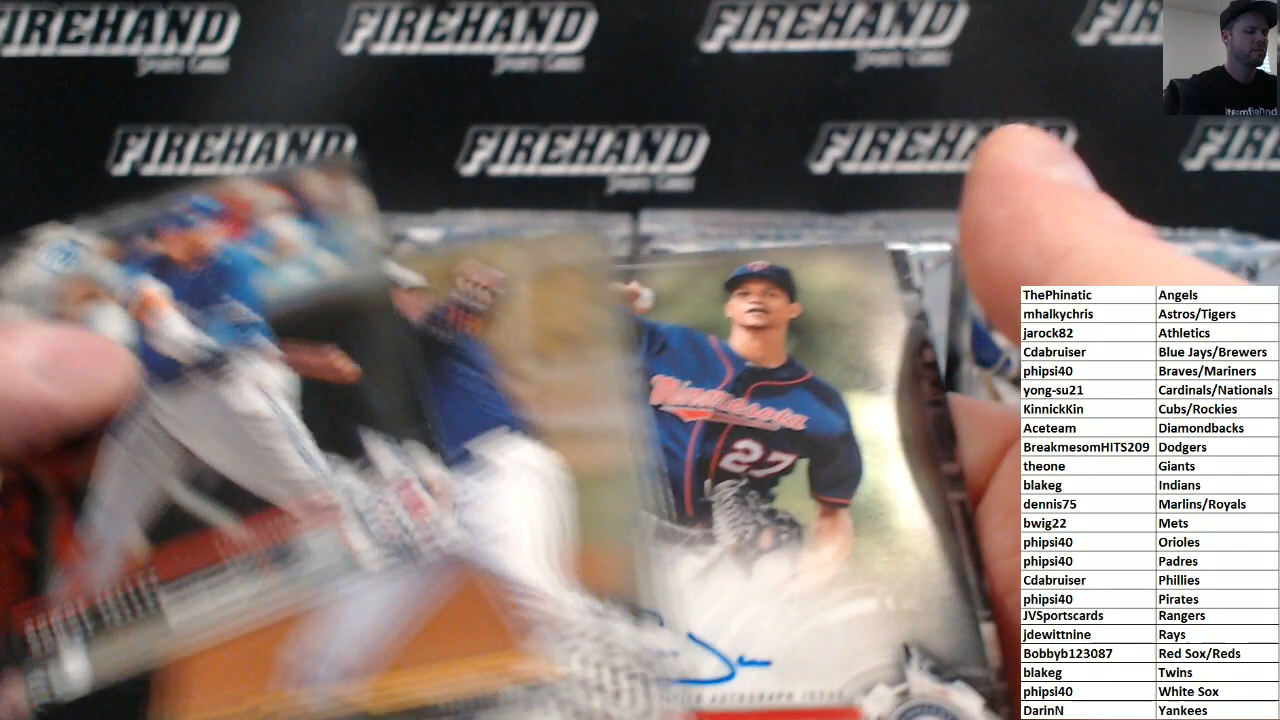 FIREHAND
FIREHAND
FIREHAND
FIREHAND
FIREHAND
FIREHAND
Minnesota
27
AUTOGRAPH ISSUE
ThePhinatic Angels
mhalkychris Astros/Tigers
jarock82 Athletics
Cdabruiser Blue Jays/Brewers
phipsi40 Braves/Mariners
yong-su21 Cardinals/Nationals
KinnickKin Cubs/Rockies
Aceteam Diamondbacks
BreakmesomHITS209 Dodgers
theone Giants
blakeg Indians
dennis75 Marlins/Royals
bwig22 Mets
phipsi40 Orioles
phipsi40 Padres
Cdabruiser Phillies
phipsi40 Pirates
JVSportscards Rangers
jdewittnine Rays
Bobbyb123087 Red Sox/Reds
blakeg Twins
phipsi40 White Sox
DarinN Yankees